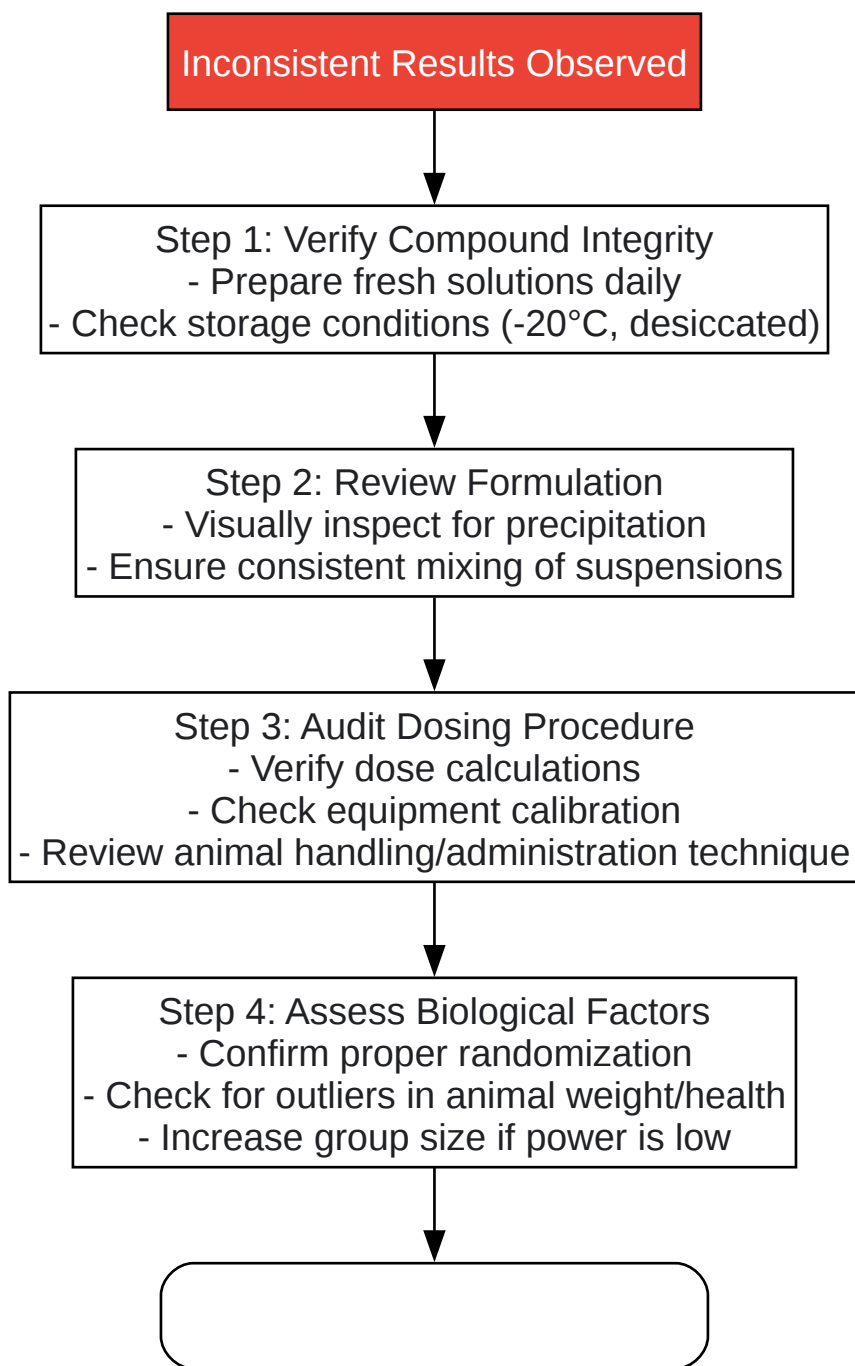 Inconsistent Results Observed
Step 1: Verify Compound Integrity
- Prepare fresh solutions daily
- Check storage conditions (-20°C, desiccated)
Step 2: Review Formulation
- Visually inspect for precipitation
- Ensure consistent mixing of suspensions
Step 3: Audit Dosing Procedure
- Verify dose calculations
- Check equipment calibration
- Review animal handling/administration technique
Step 4: Assess Biological Factors
- Confirm proper randomization
- Check for outliers in animal weight/health
- Increase group size if power is low